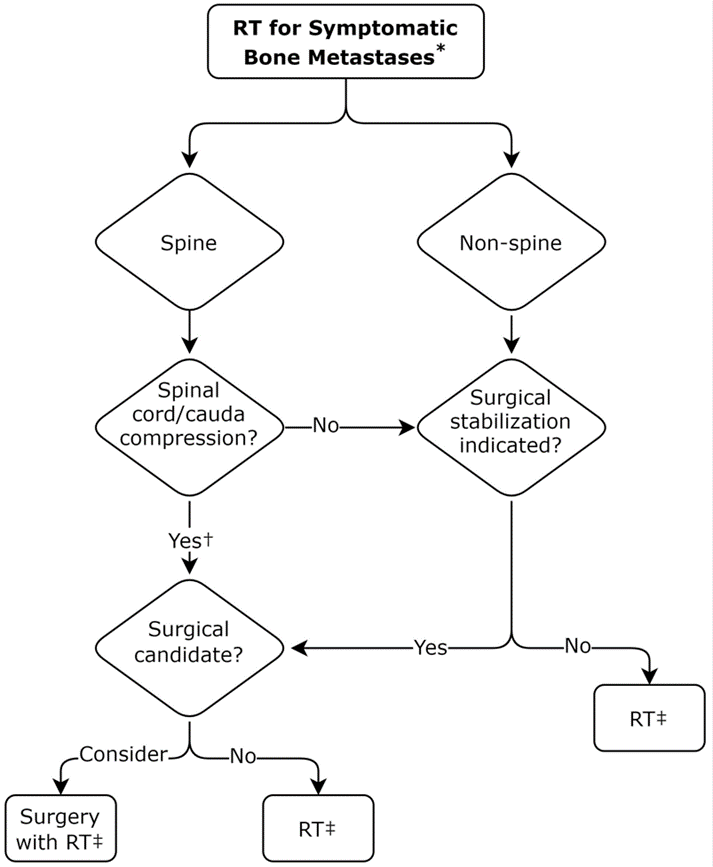 RT for Symptomatic
Bone Metastases*
Spine
Non-spine
Spinal
cord/cauda
compression?
No
Surgical
stabilization
indicated?
Yes†
Surgical
candidate?
Yes
No
RT‡
Consider
No
Surgery
with RT‡
RT‡